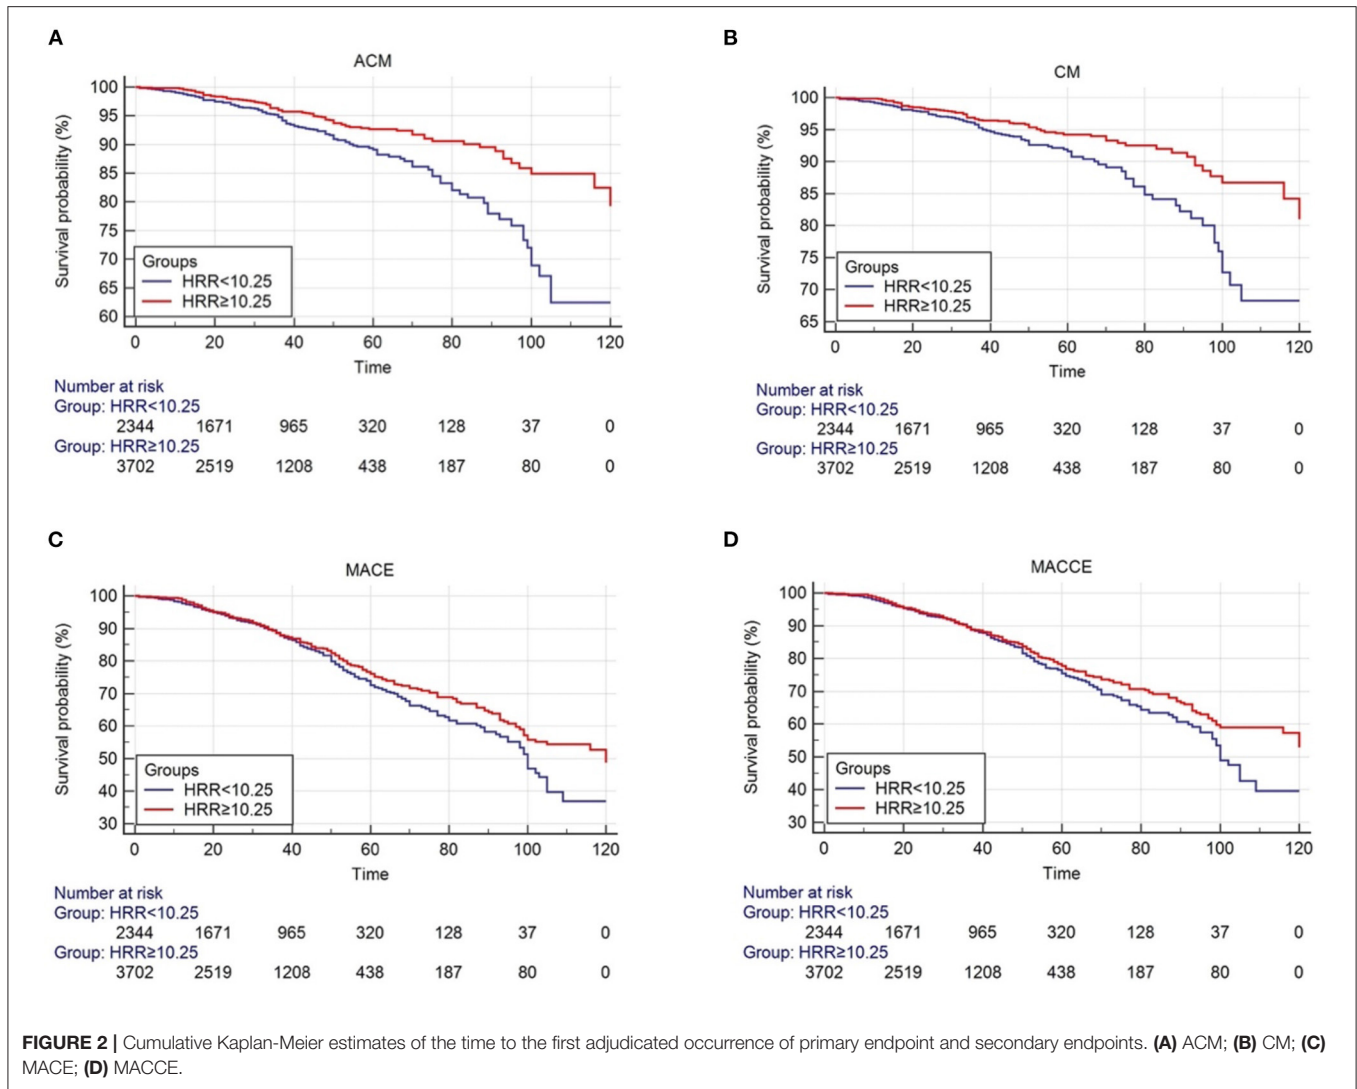 A
ACM
Survival probability (%)
100
95
90
85
80
75
70
65
60
Groups
HRR<10.25
HRR≥10.25
0 20 40 60 80 100 120
Time
Number at risk
Group: HRR<10.25
2344 1671 965 320 128 37 0
Group: HRR≥10.25
3702 2519 1208 438 187 80 0
B
CM
Survival probability (%)
100
95
90
85
80
75
70
65
Groups
HRR<10.25
HRR≥10.25
0 20 40 60 80 100 120
Time
Number at risk
Group: HRR<10.25
2344 1671 965 320 128 37 0
Group: HRR≥10.25
3702 2519 1208 438 187 80 0
C
MACE
Survival probability (%)
100
90
80
70
60
50
40
30
Groups
HRR<10.25
HRR≥10.25
0 20 40 60 80 100 120
Time
Number at risk
Group: HRR<10.25
2344 1671 965 320 128 37 0
Group: HRR≥10.25
3702 2519 1208 438 187 80 0
D
MACCE
Survival probability (%)
100
90
80
70
60
50
40
30
Groups
HRR<10.25
HRR≥10.25
0 20 40 60 80 100 120
Time
Number at risk
Group: HRR<10.25
2344 1671 965 320 128 37 0
Group: HRR≥10.25
3702 2519 1208 438 187 80 0
FIGURE 2 | Cumulative Kaplan-Meier estimates of the time to the first adjudicated occurrence of primary endpoint and secondary endpoints. (A) ACM; (B) CM; (C)
MACE; (D) MACCE.